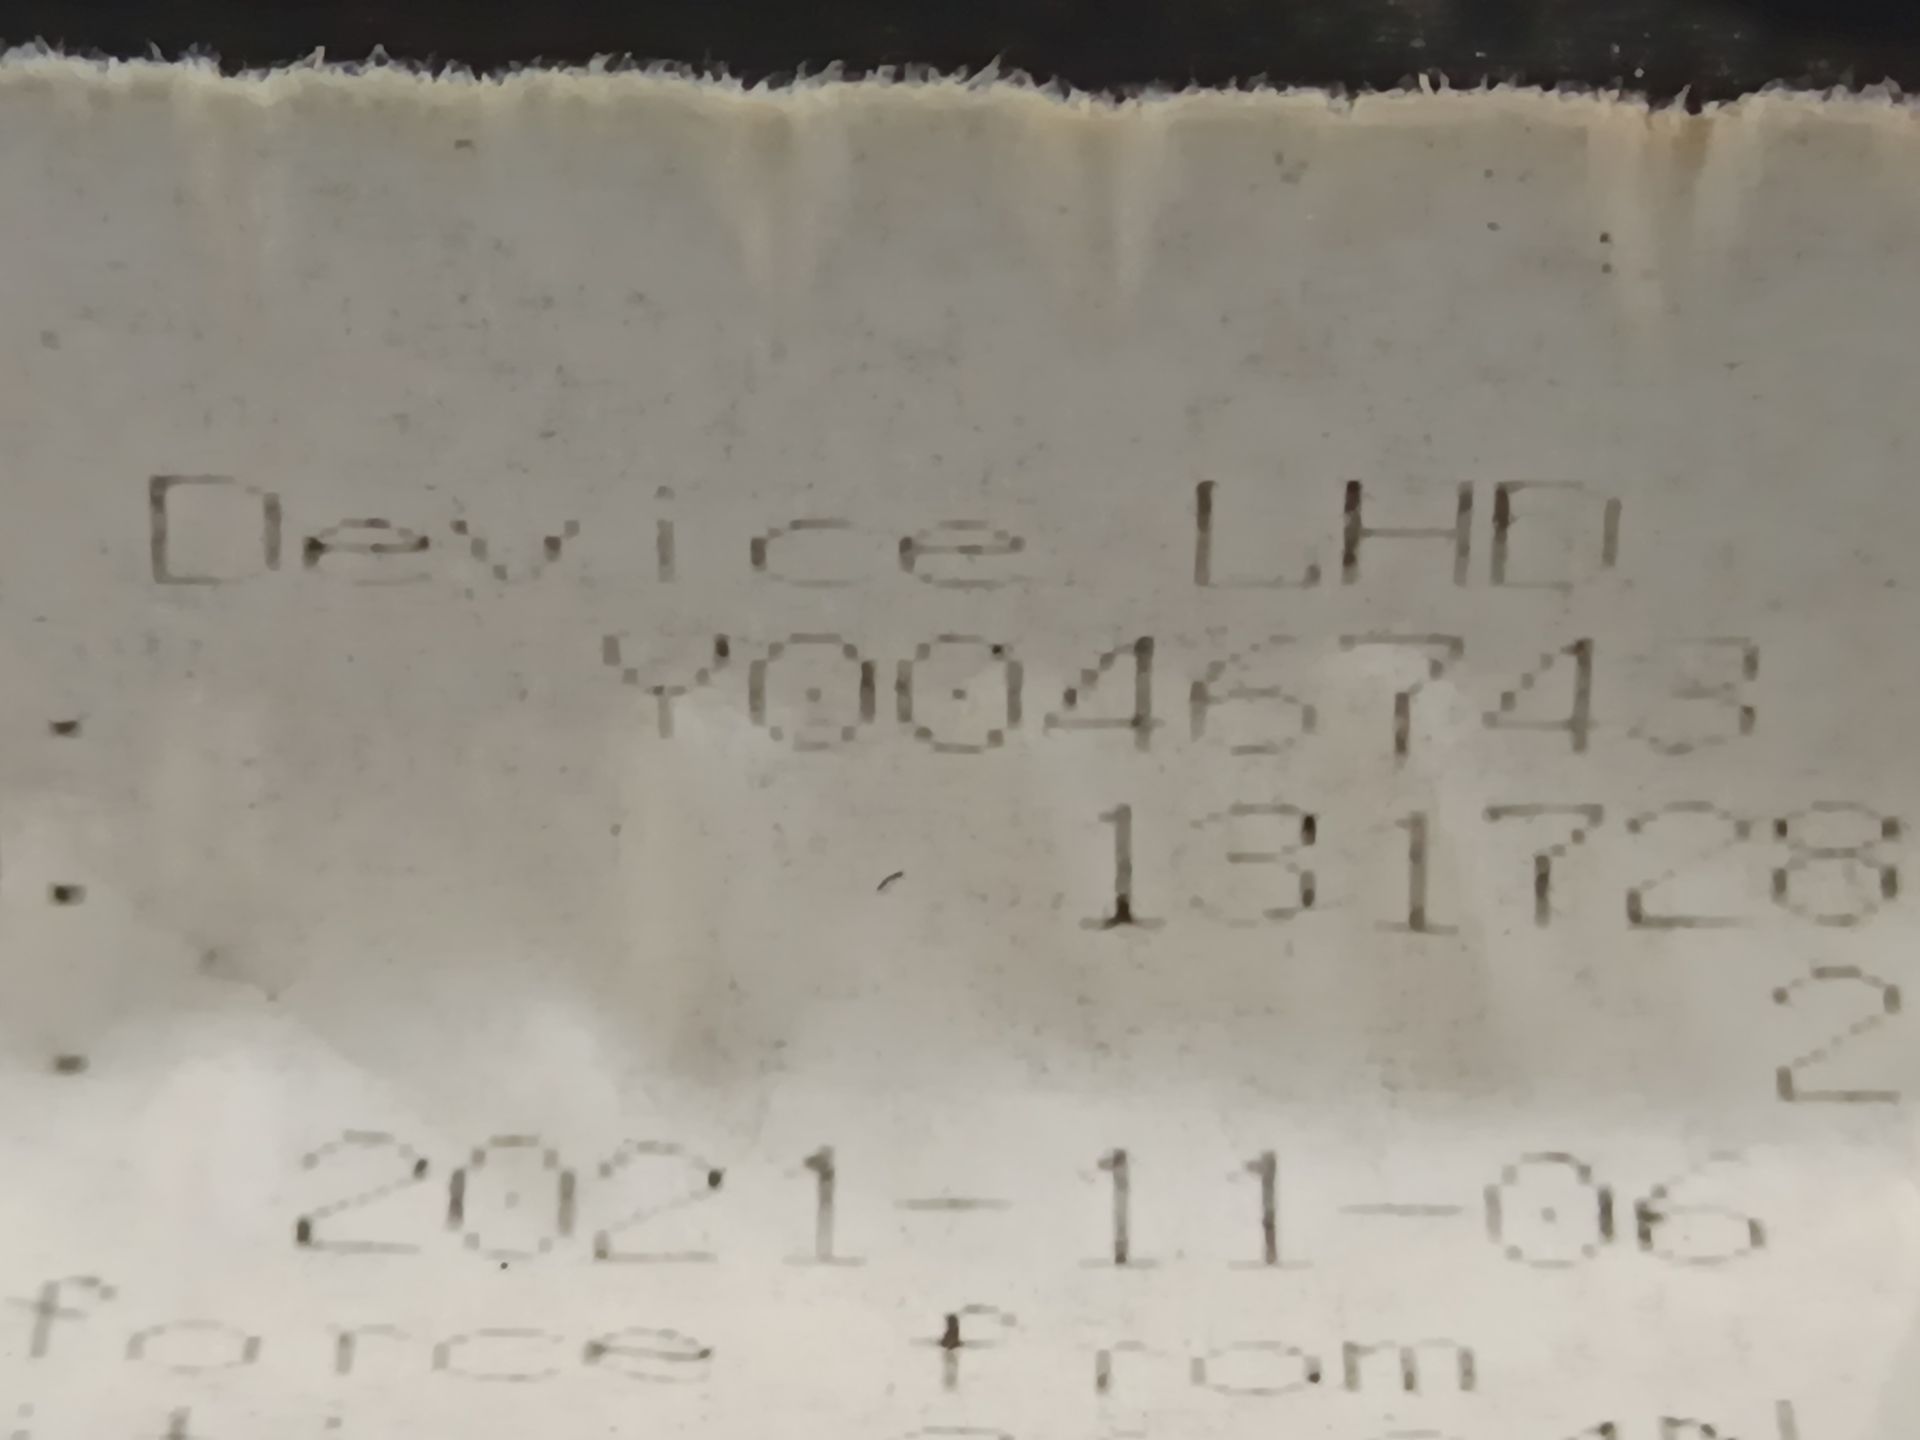 Device LHD
Y0046743
131728
2
2021-11-06
force from